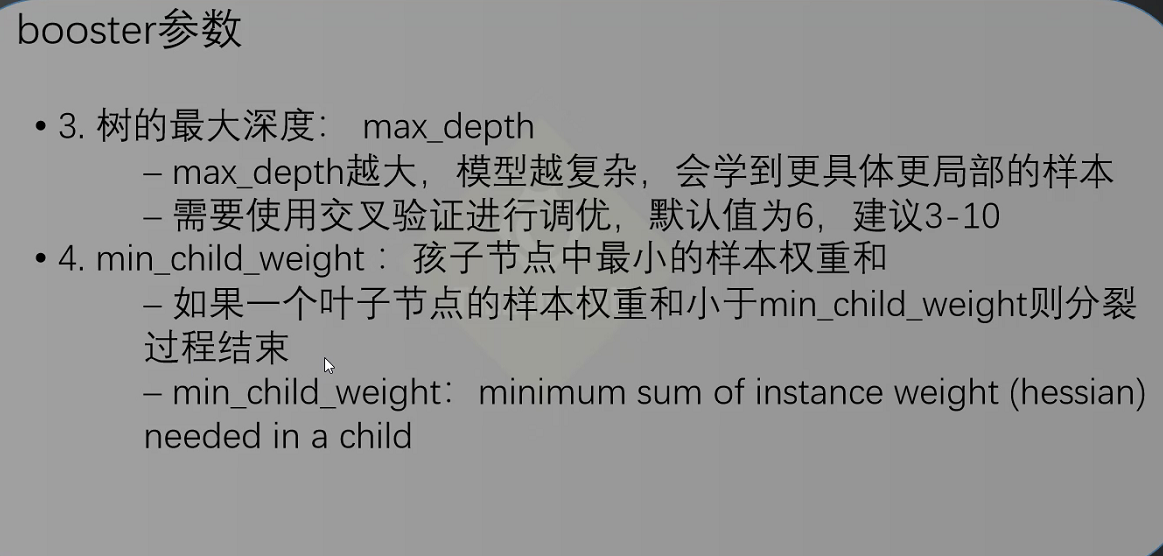 booster参数
• 3. 树的最大深度： max_depth
– max_depth越大，模型越复杂，会学到更具体更局部的样本
– 需要使用交叉验证进行调优，默认值为6，建议3-10
• 4. min_child_weight ：孩子节点中最小的样本权重和
– 如果一个叶子节点的样本权重和小于min_child_weight则分裂
过程结束
– min_child_weight：minimum sum of instance weight (hessian)
needed in a child